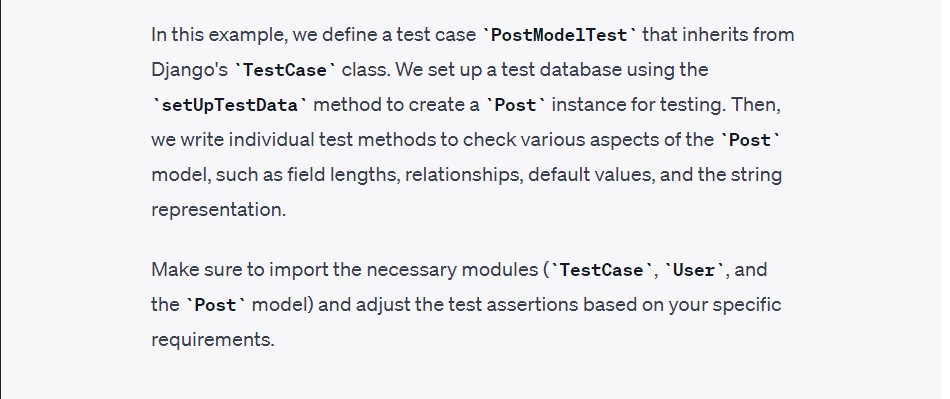 In this example, we define a test case `PostModelTest` that inherits from
Django's `TestCase` class. We set up a test database using the
`setUpTestData` method to create a `Post` instance for testing. Then,
we write individual test methods to check various aspects of the `Post`
model, such as field lengths, relationships, default values, and the string
representation.
Make sure to import the necessary modules (`TestCase`, `User`, and
the `Post` model) and adjust the test assertions based on your specific
requirements.